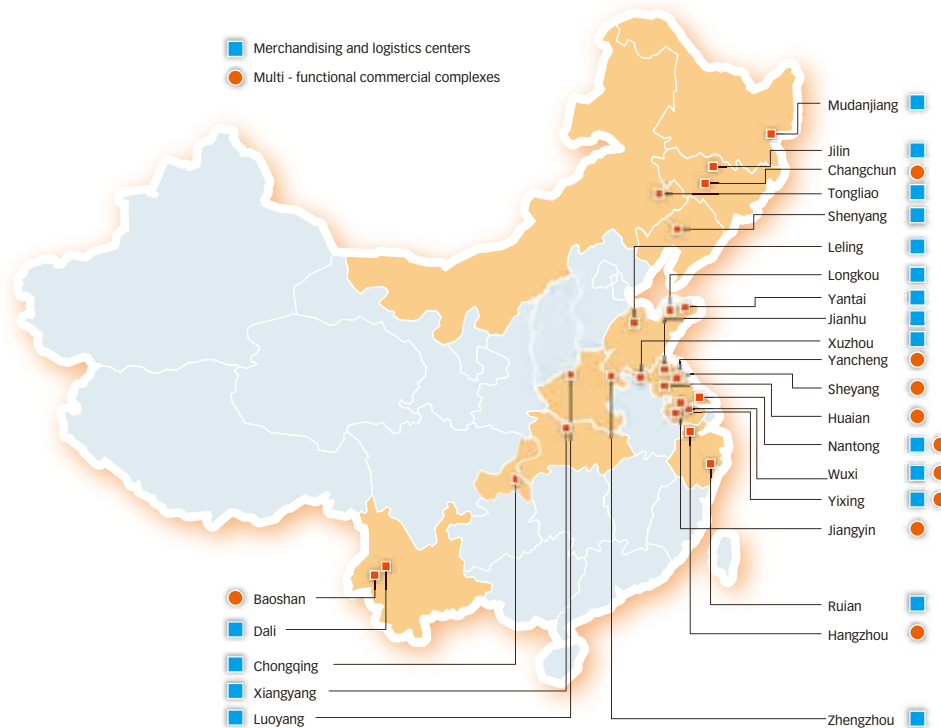 Merchandising and logistics centers
Multi - functional commercial complexes
Mudanjiang
Jilin
Changchun
Tongliao
Shenyang
Leling
Longkou
Yantai
Jianhu
Xuzhou
Yancheng
Sheyang
Huaian
Nantong
Wuxi
Yixing
Jiangyin
Ruian
Hangzhou
Zhengzhou
Baoshan
Dali
Chongqing
Xiangyang
Luoyang